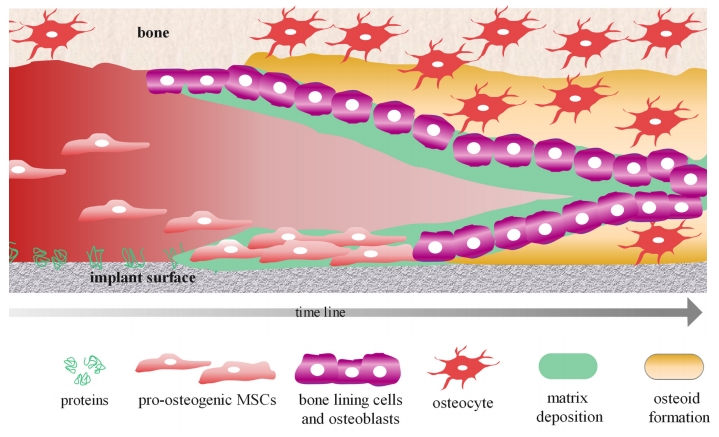 bone
implant surface
time line
proteins
pro-osteogenic MSCs
bone lining cells
and osteoblasts
osteocyte
matrix
deposition
osteoid
formation